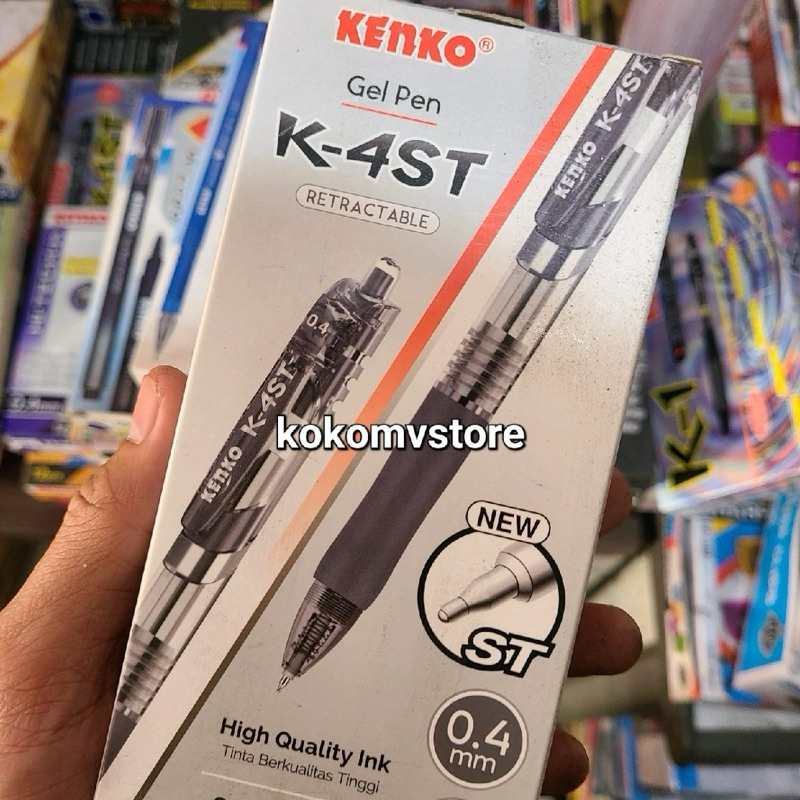 KENKO®
Gel Pen
K-4ST
RETRACTABLE
KENKO K-4ST
0.4
KENKO K-4ST
kokomvstore
NEW
ST
0.4
mm
High Quality Ink
Tinta Berkualitas Tinggi
K-1
KENKO